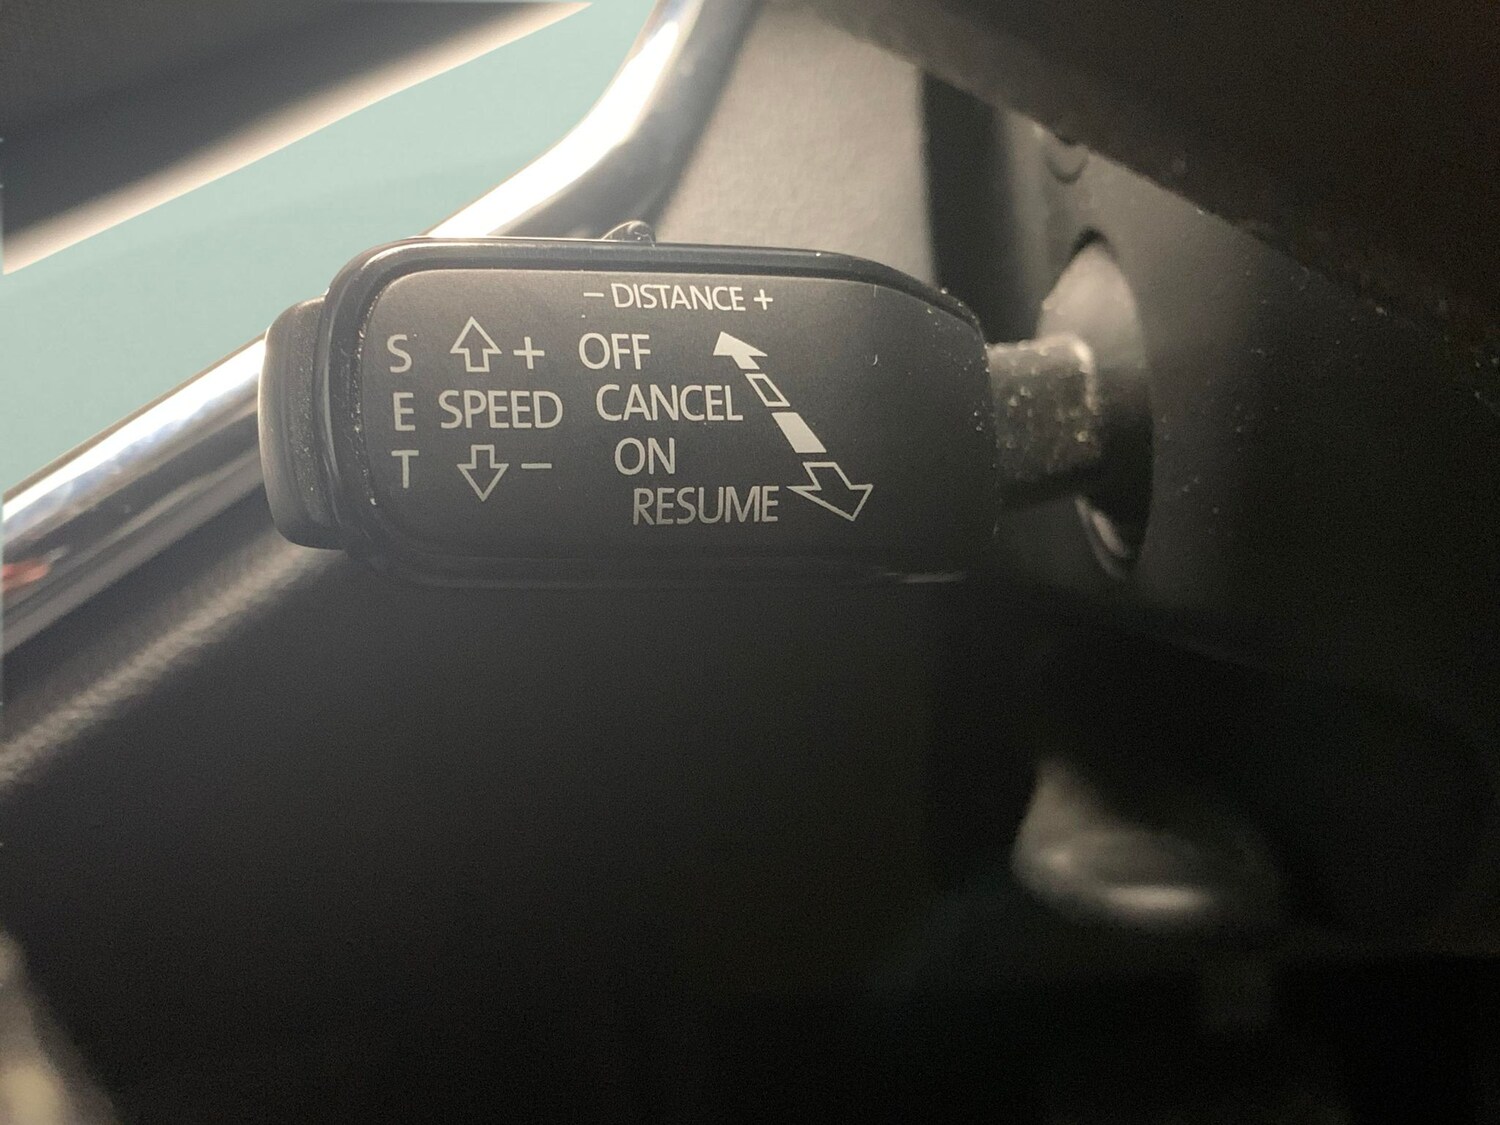 – DISTANCE +
S + OFF
E SPEED CANCEL
T – ON
RESUME